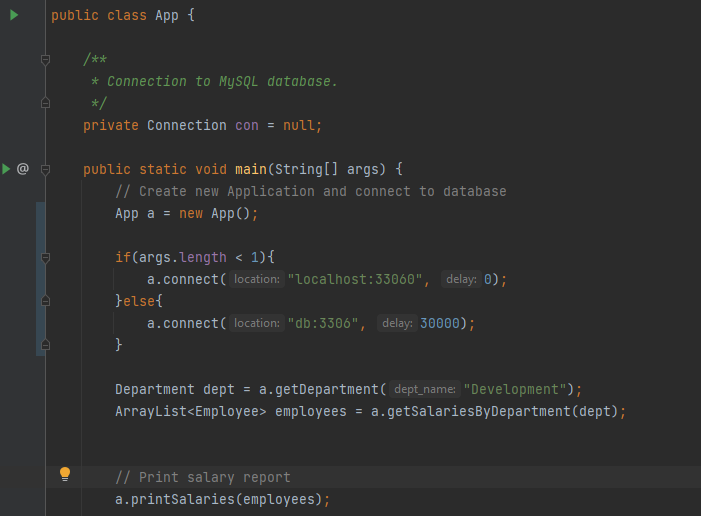 public class App {
/**
* Connection to MySQL database.
*/
private Connection con = null;
@ public static void main(String[] args) {
// Create new Application and connect to database
App a = new App();
if(args.length < 1){
a.connect( location: "localhost:33060", delay: 0);
}else{
a.connect( location: "db:3306", delay: 30000);
}
Department dept = a.getDepartment( dept_name: "Development");
ArrayList<Employee> employees = a.getSalariesByDepartment(dept);
// Print salary report
a.printSalaries(employees);